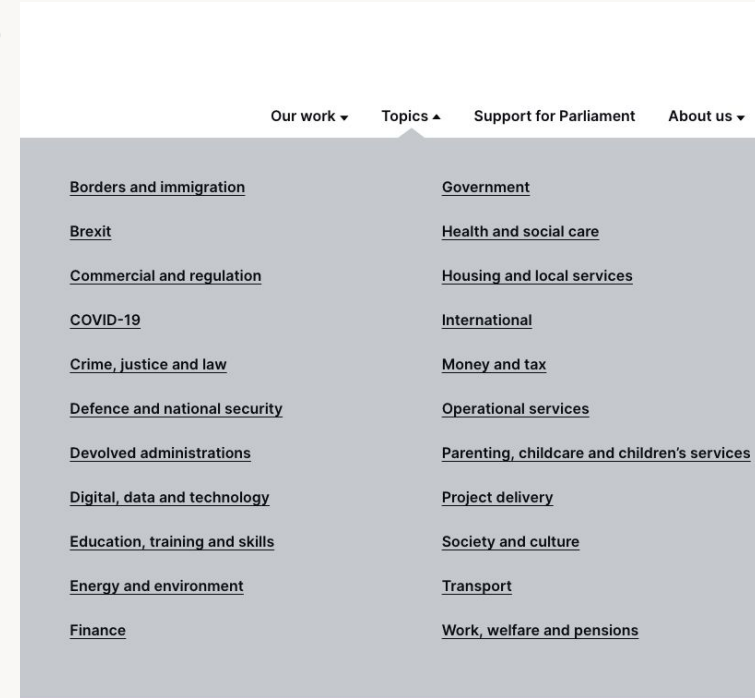 Our work
Topics
Support for Parliament
About us
Borders and immigration
Brexit
Commercial and regulation
COVID-19
Crime, justice and law
Defence and national security
Devolved administrations
Digital, data and technology
Education, training and skills
Energy and environment
Finance
Government
Health and social care
Housing and local services
International
Money and tax
Operational services
Parenting, childcare and children’s services
Project delivery
Society and culture
Transport
Work, welfare and pensions